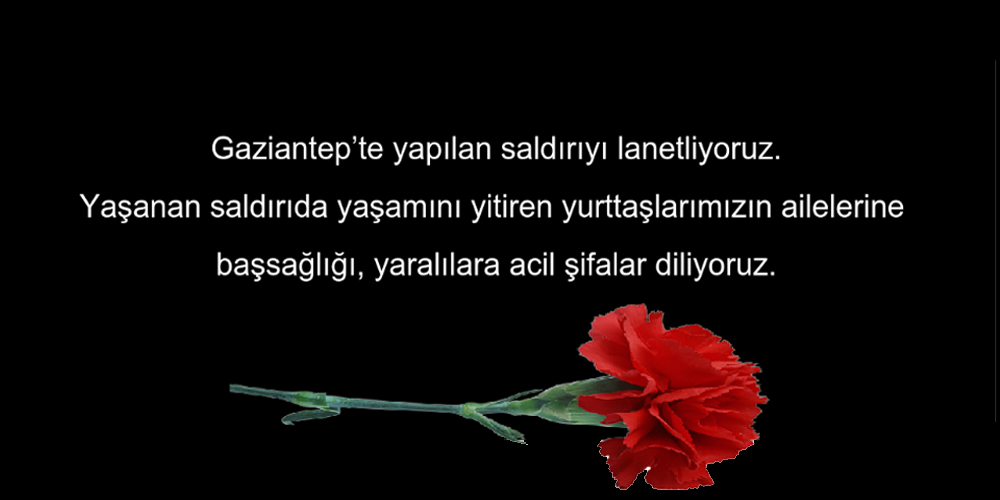 Gaziantep’te yapılan saldırıyı lanetliyoruz.
Yaşanan saldırıda yaşamını yitiren yurttaşlarımızın ailelerine
başsağlığı, yaralılara acil şifalar diliyoruz.